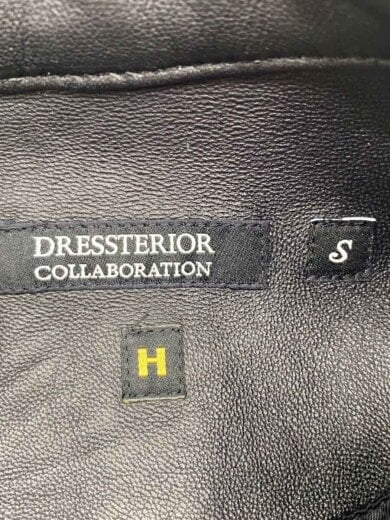 DRESSTERIOR
COLLABORATION
S
H